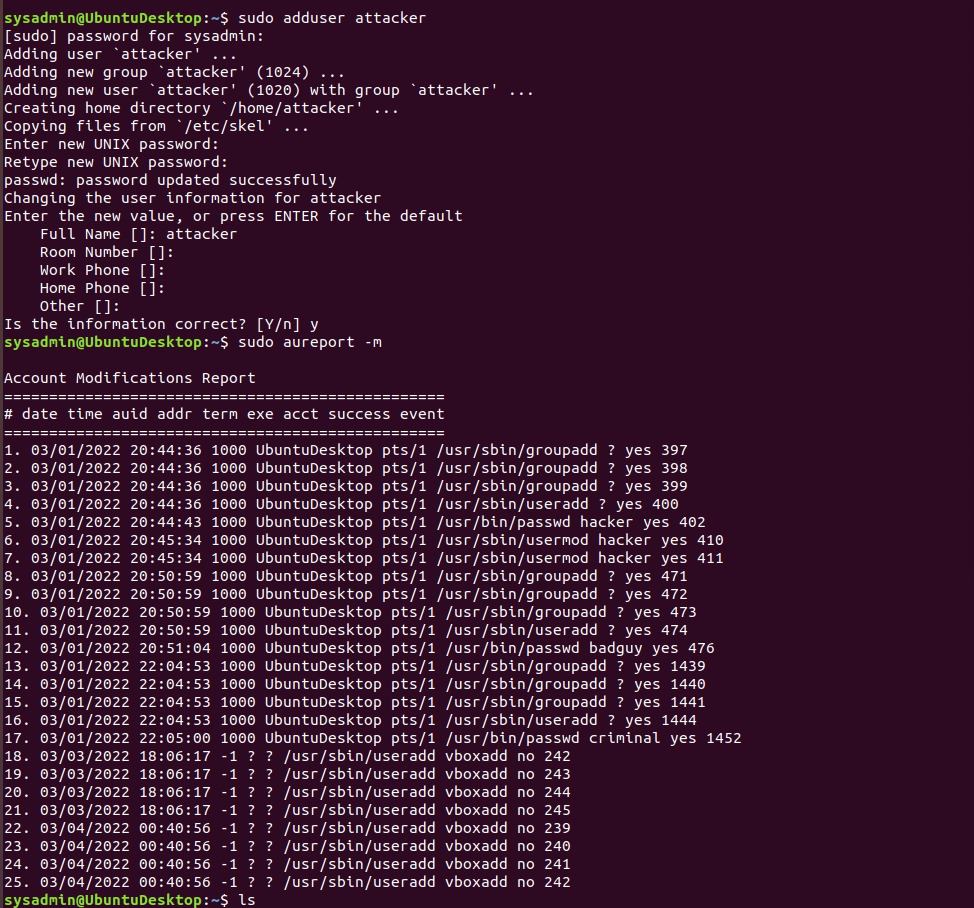 sysadmin@UbuntuDesktop:~$ sudo adduser attacker
[sudo] password for sysadmin:
Adding user `attacker' ...
Adding new group `attacker' (1024) ...
Adding new user `attacker' (1020) with group `attacker' ...
Creating home directory `/home/attacker' ...
Copying files from `/etc/skel' ...
Enter new UNIX password:
Retype new UNIX password:
passwd: password updated successfully
Changing the user information for attacker
Enter the new value, or press ENTER for the default
    Full Name []: attacker
    Room Number []:
    Work Phone []:
    Home Phone []:
    Other []:
Is the information correct? [Y/n] y
sysadmin@UbuntuDesktop:~$ sudo aureport -m

Account Modifications Report
=================================================
# date time auid addr term exe acct success event
=================================================
1. 03/01/2022 20:44:36 1000 UbuntuDesktop pts/1 /usr/sbin/groupadd ? yes 397
2. 03/01/2022 20:44:36 1000 UbuntuDesktop pts/1 /usr/sbin/groupadd ? yes 398
3. 03/01/2022 20:44:36 1000 UbuntuDesktop pts/1 /usr/sbin/groupadd ? yes 399
4. 03/01/2022 20:44:36 1000 UbuntuDesktop pts/1 /usr/sbin/useradd ? yes 400
5. 03/01/2022 20:44:43 1000 UbuntuDesktop pts/1 /usr/bin/passwd hacker yes 402
6. 03/01/2022 20:45:34 1000 UbuntuDesktop pts/1 /usr/sbin/usermod hacker yes 410
7. 03/01/2022 20:45:34 1000 UbuntuDesktop pts/1 /usr/sbin/usermod hacker yes 411
8. 03/01/2022 20:50:59 1000 UbuntuDesktop pts/1 /usr/sbin/groupadd ? yes 471
9. 03/01/2022 20:50:59 1000 UbuntuDesktop pts/1 /usr/sbin/groupadd ? yes 472
10. 03/01/2022 20:50:59 1000 UbuntuDesktop pts/1 /usr/sbin/groupadd ? yes 473
11. 03/01/2022 20:50:59 1000 UbuntuDesktop pts/1 /usr/sbin/useradd ? yes 474
12. 03/01/2022 20:51:04 1000 UbuntuDesktop pts/1 /usr/bin/passwd badguy yes 476
13. 03/01/2022 22:04:53 1000 UbuntuDesktop pts/1 /usr/sbin/groupadd ? yes 1439
14. 03/01/2022 22:04:53 1000 UbuntuDesktop pts/1 /usr/sbin/groupadd ? yes 1440
15. 03/01/2022 22:04:53 1000 UbuntuDesktop pts/1 /usr/sbin/groupadd ? yes 1441
16. 03/01/2022 22:04:53 1000 UbuntuDesktop pts/1 /usr/sbin/useradd ? yes 1444
17. 03/01/2022 22:05:00 1000 UbuntuDesktop pts/1 /usr/bin/passwd criminal yes 1452
18. 03/03/2022 18:06:17 -1 ? ? /usr/sbin/useradd vboxadd no 242
19. 03/03/2022 18:06:17 -1 ? ? /usr/sbin/useradd vboxadd no 243
20. 03/03/2022 18:06:17 -1 ? ? /usr/sbin/useradd vboxadd no 244
21. 03/03/2022 18:06:17 -1 ? ? /usr/sbin/useradd vboxadd no 245
22. 03/04/2022 00:40:56 -1 ? ? /usr/sbin/useradd vboxadd no 239
23. 03/04/2022 00:40:56 -1 ? ? /usr/sbin/useradd vboxadd no 240
24. 03/04/2022 00:40:56 -1 ? ? /usr/sbin/useradd vboxadd no 241
25. 03/04/2022 00:40:56 -1 ? ? /usr/sbin/useradd vboxadd no 242
sysadmin@UbuntuDesktop:~$ ls